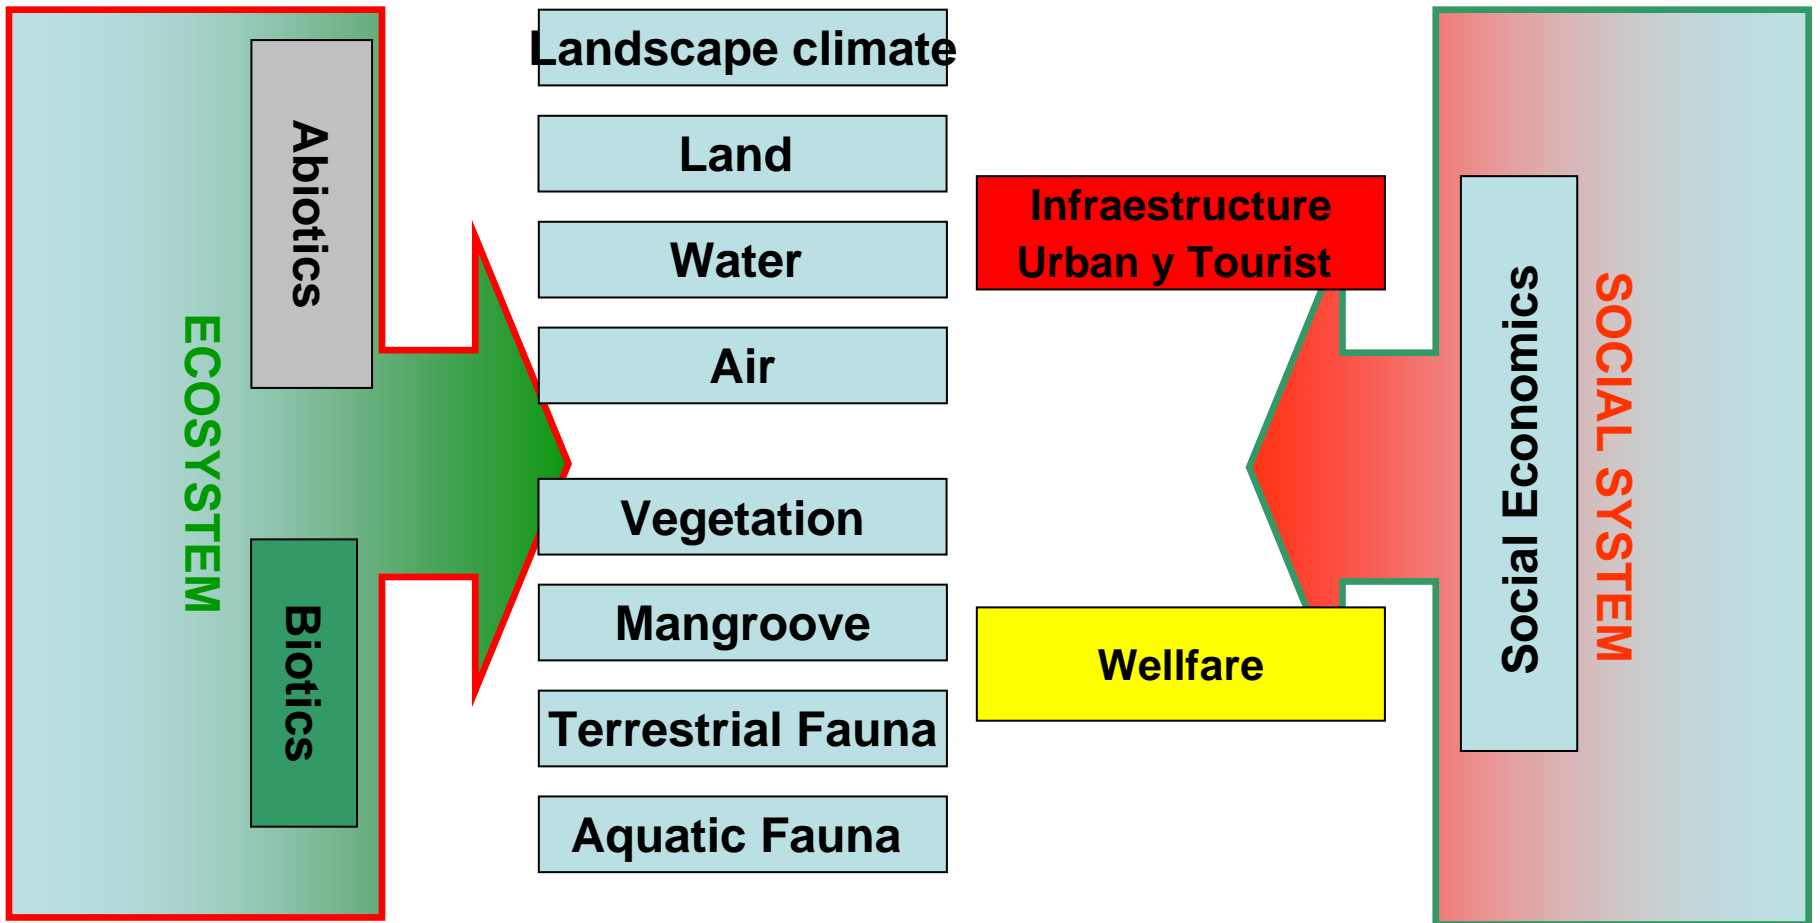 ECOSYSTEM
Abiotics
Biotics
Landscape climate
Land
Water
Air
Vegetation
Mangroove
Terrestrial Fauna
Aquatic Fauna
Infraestructure
Urban y Tourist
Wellfare
Social Economics
SOCIAL SYSTEM